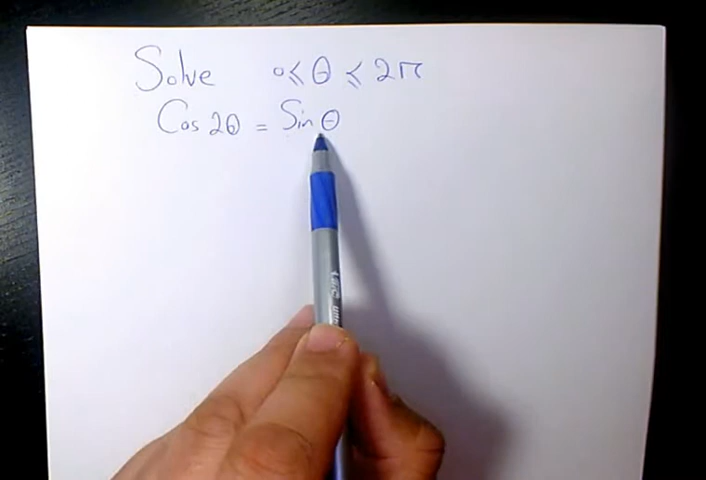 Solve 0 ⩽ θ ⩽ 2π
Cos 2θ = Sin θ